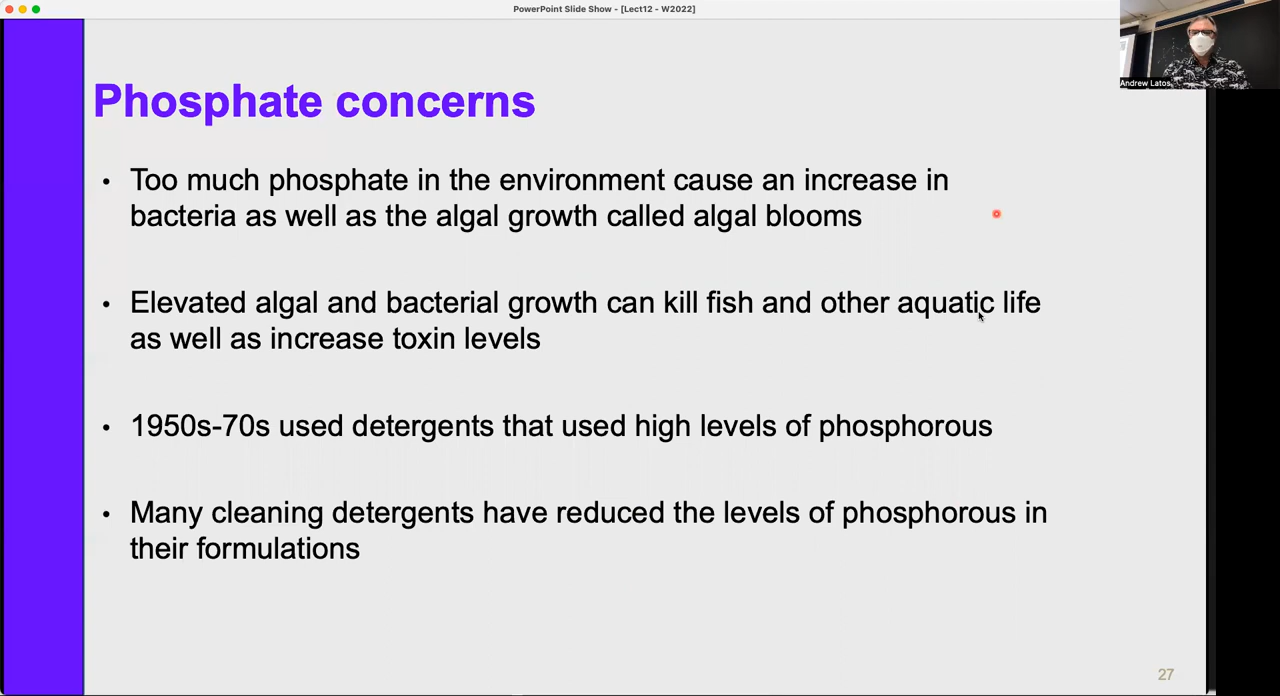 PowerPoint Slide Show - [Lect12 - W2022]
Andrew Latos
Phosphate concerns
• Too much phosphate in the environment cause an increase in
bacteria as well as the algal growth called algal blooms
• Elevated algal and bacterial growth can kill fish and other aquatic life
as well as increase toxin levels
• 1950s-70s used detergents that used high levels of phosphorous
• Many cleaning detergents have reduced the levels of phosphorous in
their formulations
27